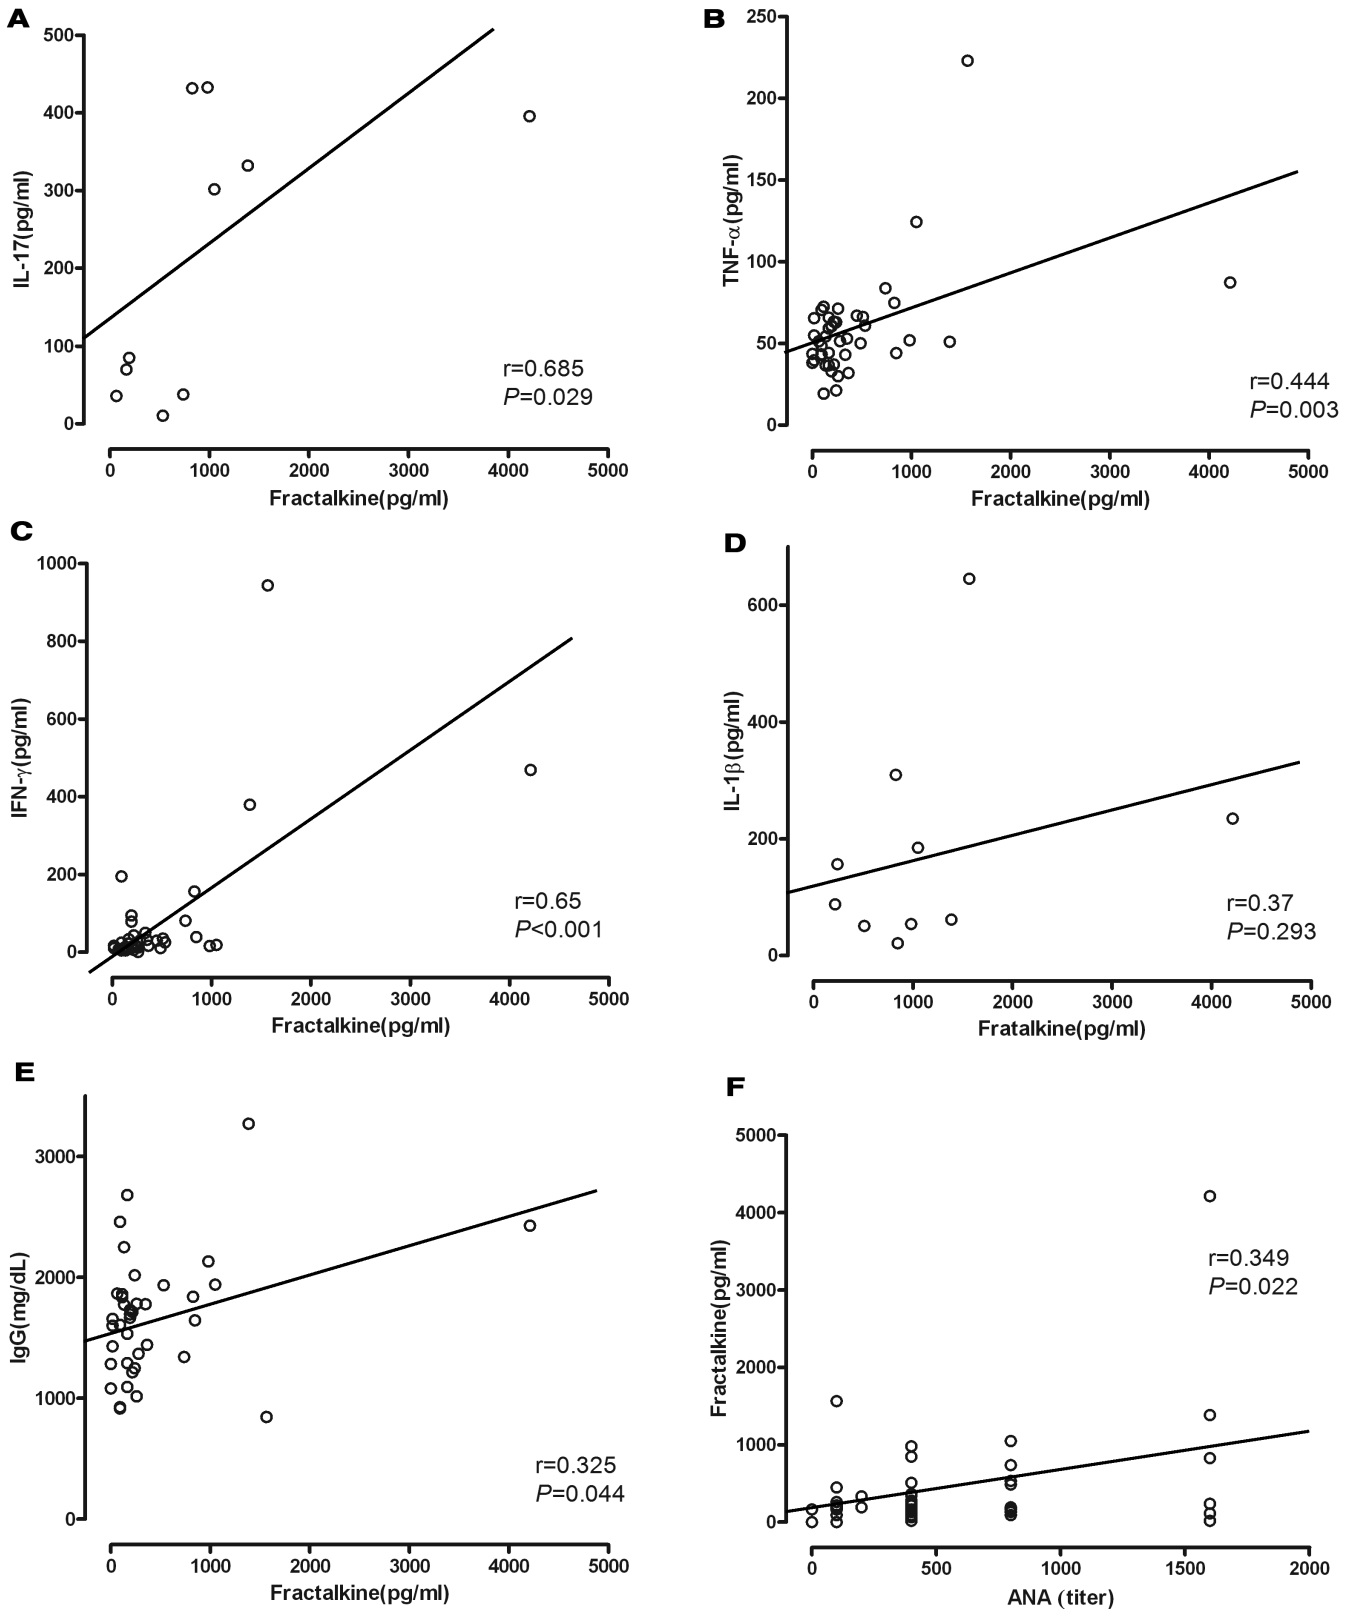 A
500
400
300
200
100
0
IL-17(pg/ml)
r=0.685
P=0.029
0 1000 2000 3000 4000 5000
Fractalkine(pg/ml)
B
250
200
150
100
50
0
TNF-α(pg/ml)
r=0.444
P=0.003
0 1000 2000 3000 4000 5000
Fractalkine(pg/ml)
C
1000
800
600
400
200
0
IFN-γ(pg/ml)
r=0.65
P<0.001
0 1000 2000 3000 4000 5000
Fractalkine(pg/ml)
D
600
400
200
0
IL-1β(pg/ml)
r=0.37
P=0.293
0 1000 2000 3000 4000 5000
Fratalkine(pg/ml)
E
3000
2000
1000
0
IgG(mg/dL)
r=0.325
P=0.044
0 1000 2000 3000 4000 5000
Fractalkine(pg/ml)
F
5000
4000
3000
2000
1000
0
Fractalkine(pg/ml)
r=0.349
P=0.022
0 500 1000 1500 2000
ANA (titer)